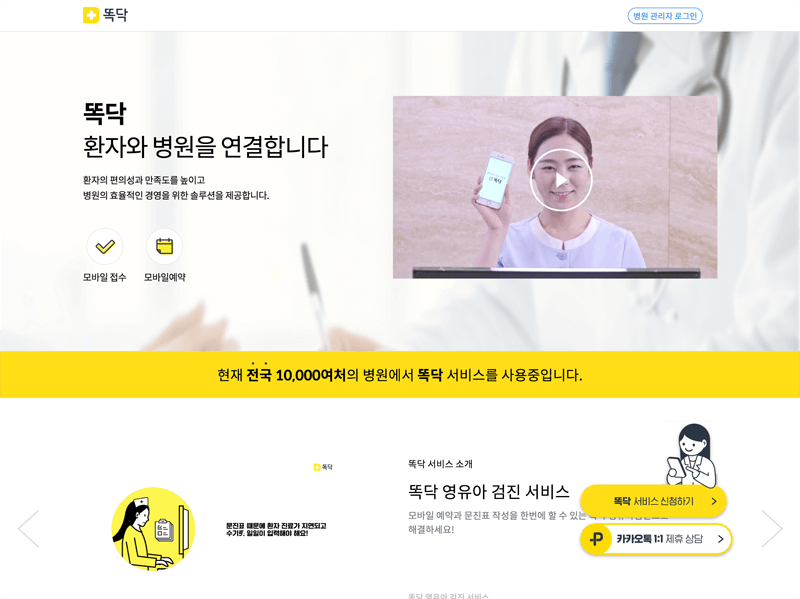 똑닥
병원 관리자 로그인
똑닥
환자와 병원을 연결합니다
환자의 편의성과 만족도를 높이고
병원의 효율적인 경영을 위한 솔루션을 제공합니다.
모바일 접수
모바일예약
똑닥
현재 전국 10,000여처의 병원에서 똑닥 서비스를 사용중입니다.
똑닥
문진표 때문에 환자 진료가 지연되고
수기로, 일일이 입력해야 해요!
똑닥 서비스 소개
똑닥 영유아 검진 서비스
모바일 예약과 문진표 작성을 한번에 할 수 있는
해결하세요!
똑닥 서비스 신청하기
카카오톡 1:1 제휴 상담
똑닥 영유아 검진 서비스